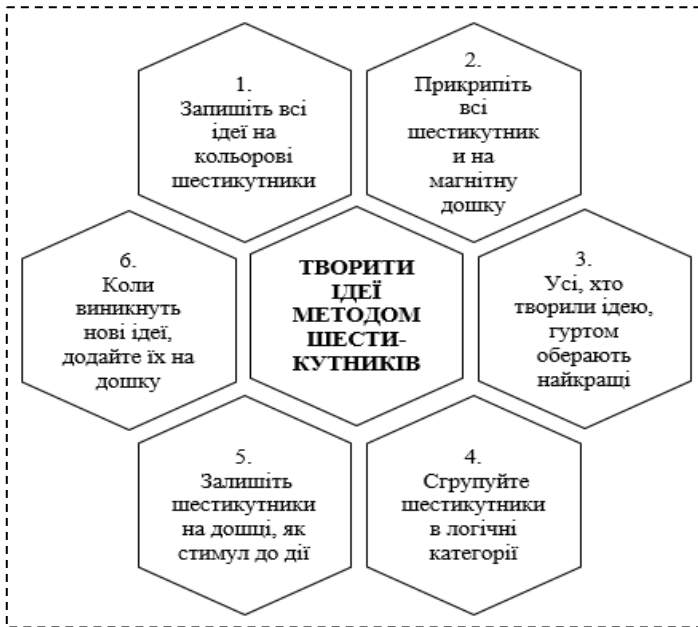 1.
Запишіть всі
ідеї на
кольорові
шестикутники
2.
Прикрипіть
всі
шестикутник
и на
магнітну
дошку
3.
Усі, хто
творили ідею,
гуртом
оберають
найкращі
4.
Сгрупуйте
шестикутники
в логічні
категорії
5.
Залишіть
шестикутники
на дошці, як
стимул до дії
6.
Коли
виникнуть
нові ідеї,
додайте їх на
дошку
ТВОРИТИ
ІДЕЇ
МЕТОДОМ
ШЕСТИ-
КУТНИКІВ